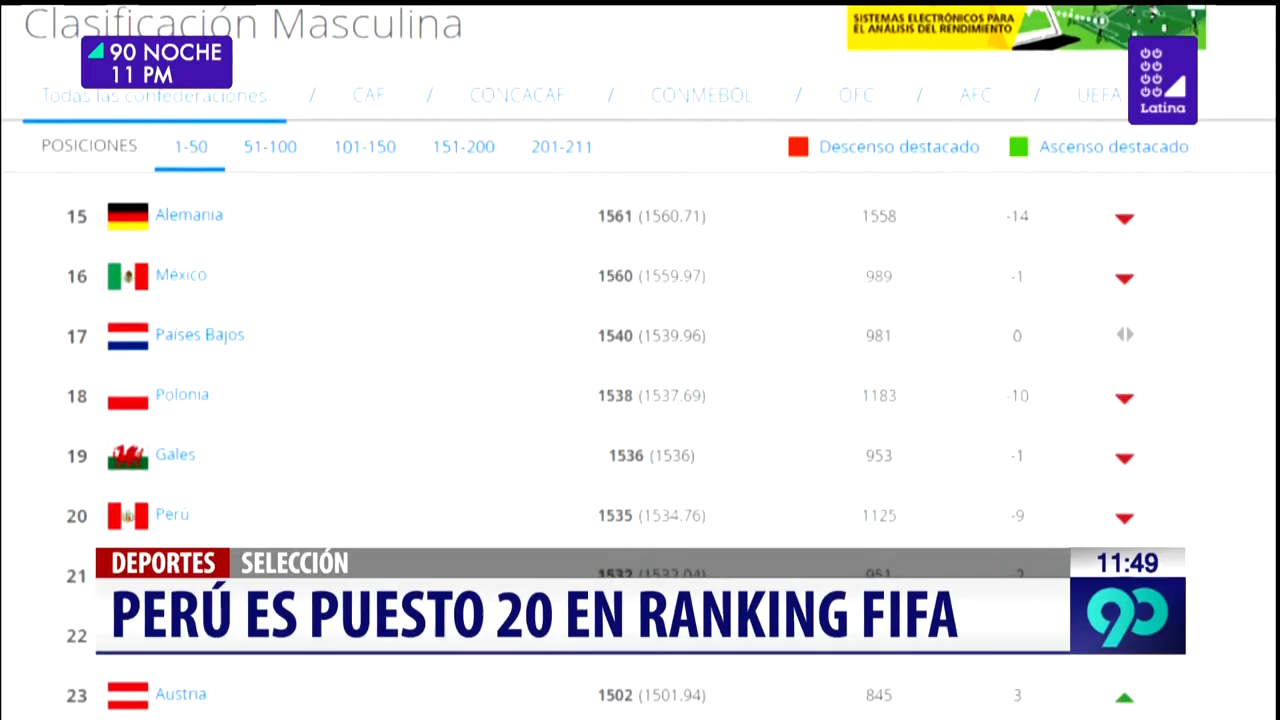 Clasificación Masculina
SISTEMAS ELECTRÓNICOS PARA
EL ANÁLISIS DEL RENDIMIENTO
90 NOCHE
11 PM
Latina
Todas las confederaciones / CAF / CONCACAF / CONMEBOL / OFC / AFC / UEFA
POSICIONES 1-50 51-100 101-150 151-200 201-211 Descenso destacado Ascenso destacado
15 Alemania 1561 (1560.71) 1558 -14
16 México 1560 (1559.97) 989 -1
17 Países Bajos 1540 (1539.96) 981 0
18 Polonia 1538 (1537.69) 1183 -10
19 Gales 1536 (1536) 953 -1
20 Perú 1535 (1534.76) 1125 -9
21 1532 (1532.04) 951
DEPORTES SELECCIÓN 11:49
PERÚ ES PUESTO 20 EN RANKING FIFA 90
22
23 Austria 1502 (1501.94) 845 3